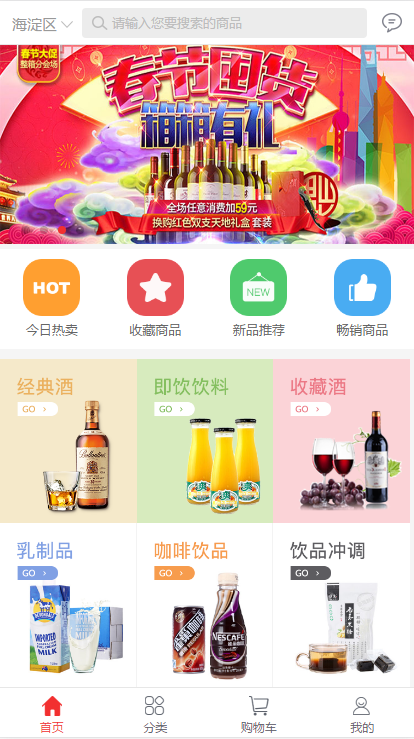 海淀区
请输入您要搜索的商品
春节大促
整箱分会场
春节囤货
箱箱有礼
全场任意消费加59元
换购红色双支天地礼盒套装
HOT
NEW
今日热卖
收藏商品
新品推荐
畅销商品
经典酒
GO
即饮饮料
GO
收藏酒
GO
Ballantine's
乳制品
GO
咖啡饮品
GO
饮品冲调
GO
MILK
NESCAFÉ
首页
分类
购物车
我的